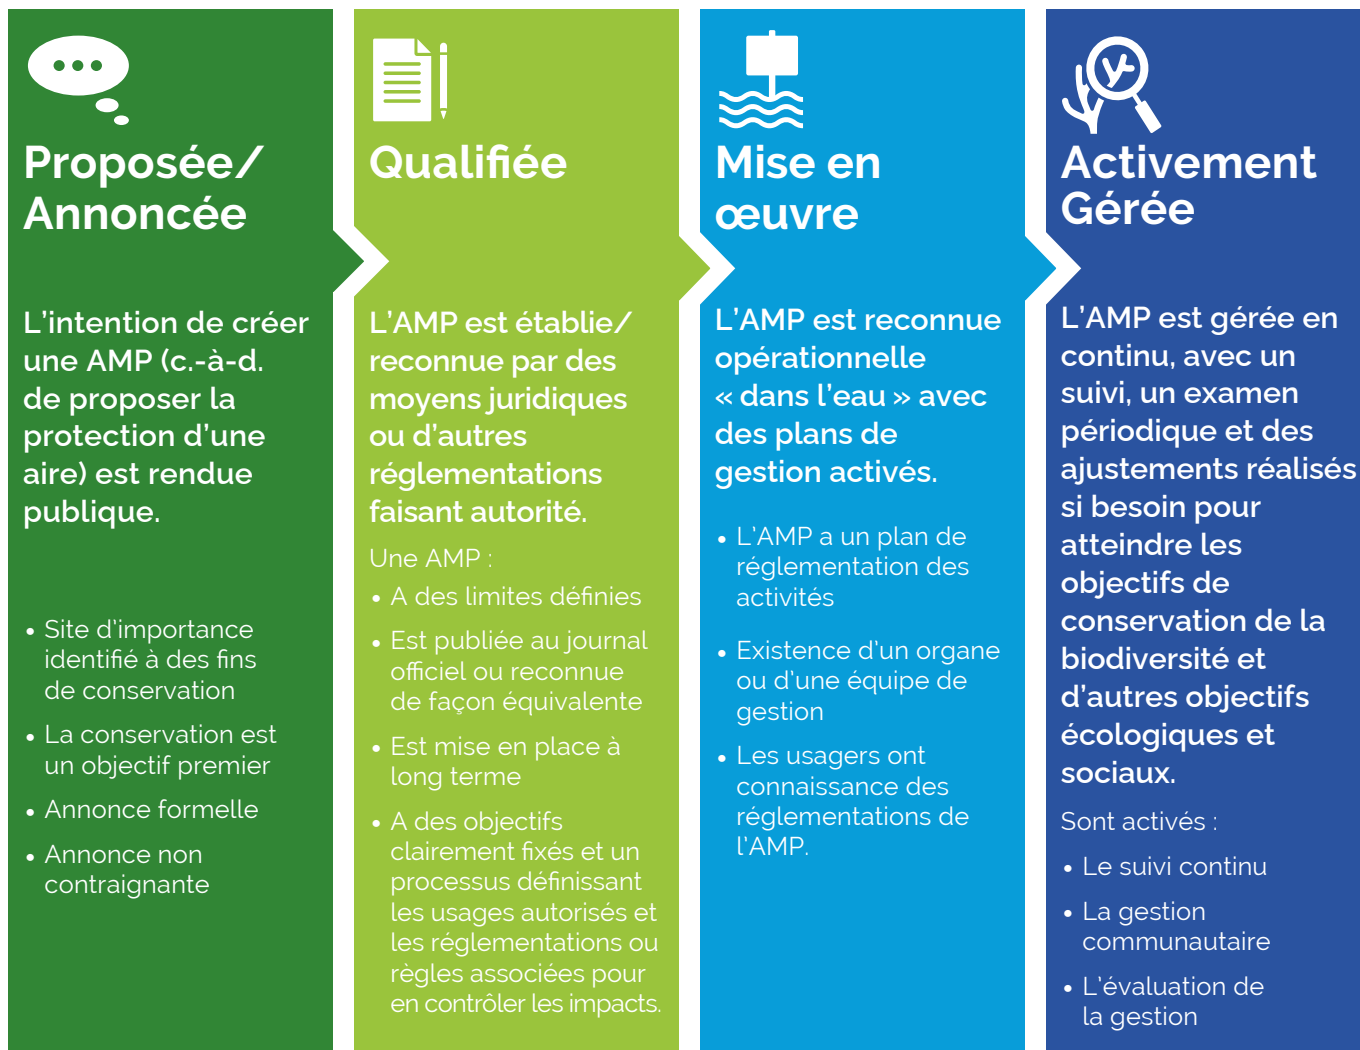 Proposée/
Annoncée
L'intention de créer
une AMP (c.-à-d.
de proposer la
protection d'une
aire) est rendue
publique.
• Site d'importance
identifié à des fins
de conservation
• La conservation est
un objectif premier
• Annonce formelle
• Annonce non
contraignante
Qualifiée
L'AMP est établie/
reconnue par des
moyens juridiques
ou d'autres
réglementations
faisant autorité.
Une AMP :
• A des limites définies
• Est publiée au journal
officiel ou reconnue
de façon équivalente
• Est mise en place à
long terme
• A des objectifs
clairement fixés et un
processus définissant
les usages autorisés et
les réglementations ou
règles associées pour
en contrôler les impacts.
Mise en
œuvre
L'AMP est reconnue
opérationnelle
« dans l'eau » avec
des plans de
gestion activés.
• L'AMP a un plan de
réglementation des
activités
• Existence d'un organe
ou d'une équipe de
gestion
• Les usagers ont
connaissance des
réglementations de
l'AMP.
Activement
Gérée
L'AMP est gérée en
continu, avec un
suivi, un examen
périodique et des
ajustements réalisés
si besoin pour
atteindre les
objectifs de
conservation de la
biodiversité et
d'autres objectifs
écologiques et
sociaux.
Sont activés :
• Le suivi continu
• La gestion
communautaire
• L'évaluation de
la gestion